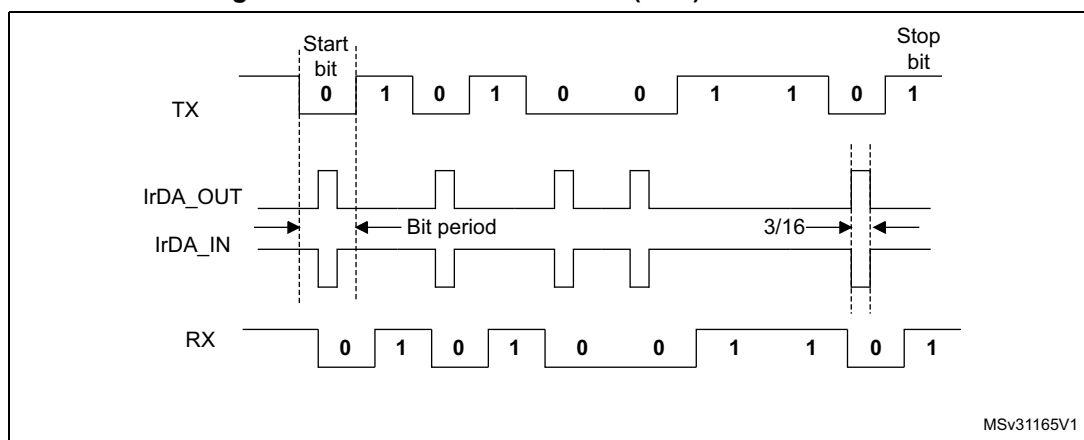 Start
bit
Stop
bit
TX
0 1 0 1 0 0 1 1 0 1
IrDA_OUT
Bit period
3/16
IrDA_IN
RX
0 1 0 1 0 0 1 1 0 1
MSv31165V1